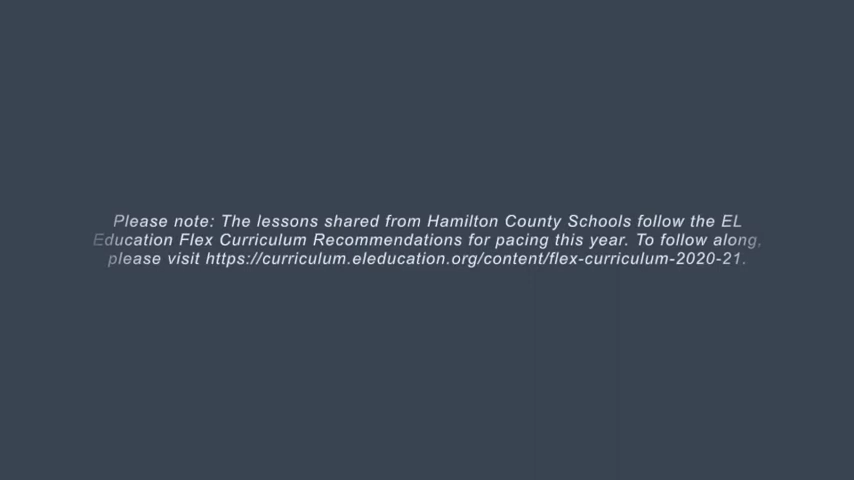 Please note: The lessons shared from Hamilton County Schools follow the EL
Education Flex Curriculum Recommendations for pacing this year. To follow along,
please visit https://curriculum.eleducation.org/content/flex-curriculum-2020-21.